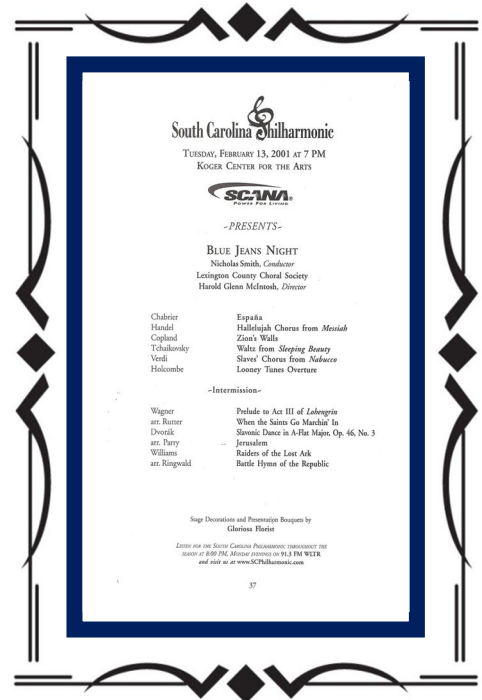 South Carolina Philharmonic
TUESDAY, FEBRUARY 13, 2001 AT 7 PM
KOGER CENTER FOR THE ARTS
SCANA®
POWER FOR LIVING
~PRESENTS~
BLUE JEANS NIGHT
Nicholas Smith, Conductor
Lexington County Choral Society
Harold Glenn McIntosh, Director
Chabrier España
Handel Hallelujah Chorus from Messiah
Copland Zion's Walls
Tchaikovsky Waltz from Sleeping Beauty
Verdi Slaves' Chorus from Nabucco
Holcombe Looney Tunes Overture
~Intermission~
Wagner Prelude to Act III of Lohengrin
arr. Rutter When the Saints Go Marchin' In
Dvorák Slavonic Dance in A-Flat Major, Op. 46, No. 3
arr. Parry Jerusalem
Williams Raiders of the Lost Ark
arr. Ringwald Battle Hymn of the Republic
Stage Decorations and Presentation Bouquets by
Gloriosa Florist
LISTEN FOR THE SOUTH CAROLINA PHILHARMONIC THROUGHOUT THE
SEASON AT 8:00 PM, MONDAY EVENINGS ON 91.3 FM WLTR
and visit us at www.SCPhilharmonic.com
37